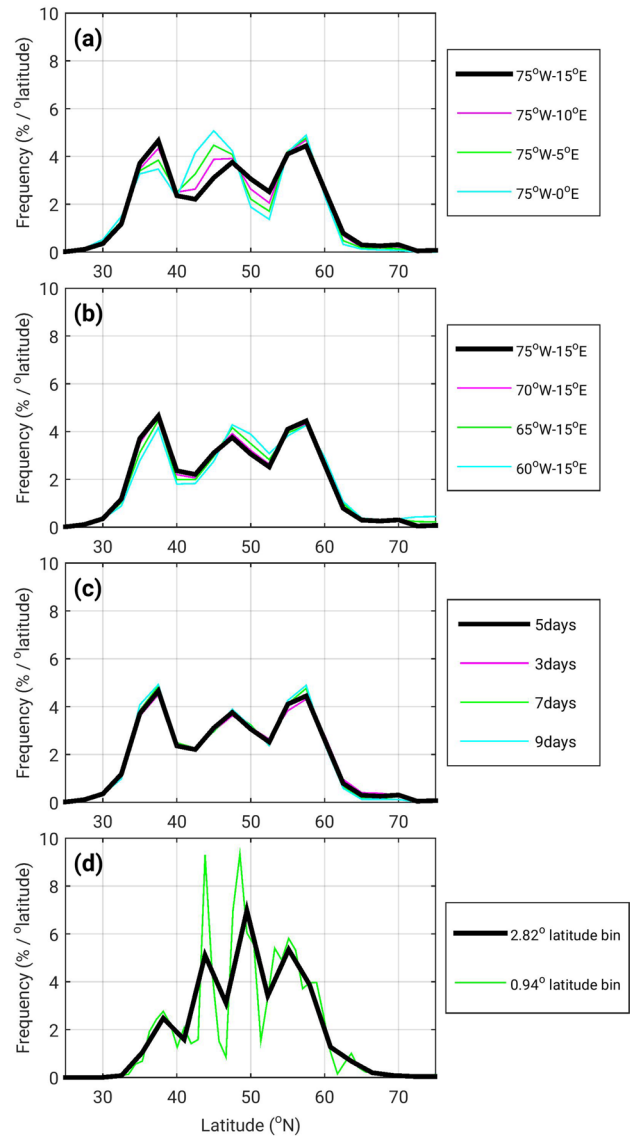 (a)
Frequency (% / °latitude)
10
8
6
4
2
0
30
40
50
60
70
75°W-15°E
75°W-10°E
75°W-5°E
75°W-0°E
(b)
Frequency (% / °latitude)
10
8
6
4
2
0
30
40
50
60
70
75°W-15°E
70°W-15°E
65°W-15°E
60°W-15°E
(c)
Frequency (% / °latitude)
10
8
6
4
2
0
30
40
50
60
70
5days
3days
7days
9days
(d)
Frequency (% / °latitude)
10
8
6
4
2
0
30
40
50
60
70
Latitude (°N)
2.82° latitude bin
0.94° latitude bin